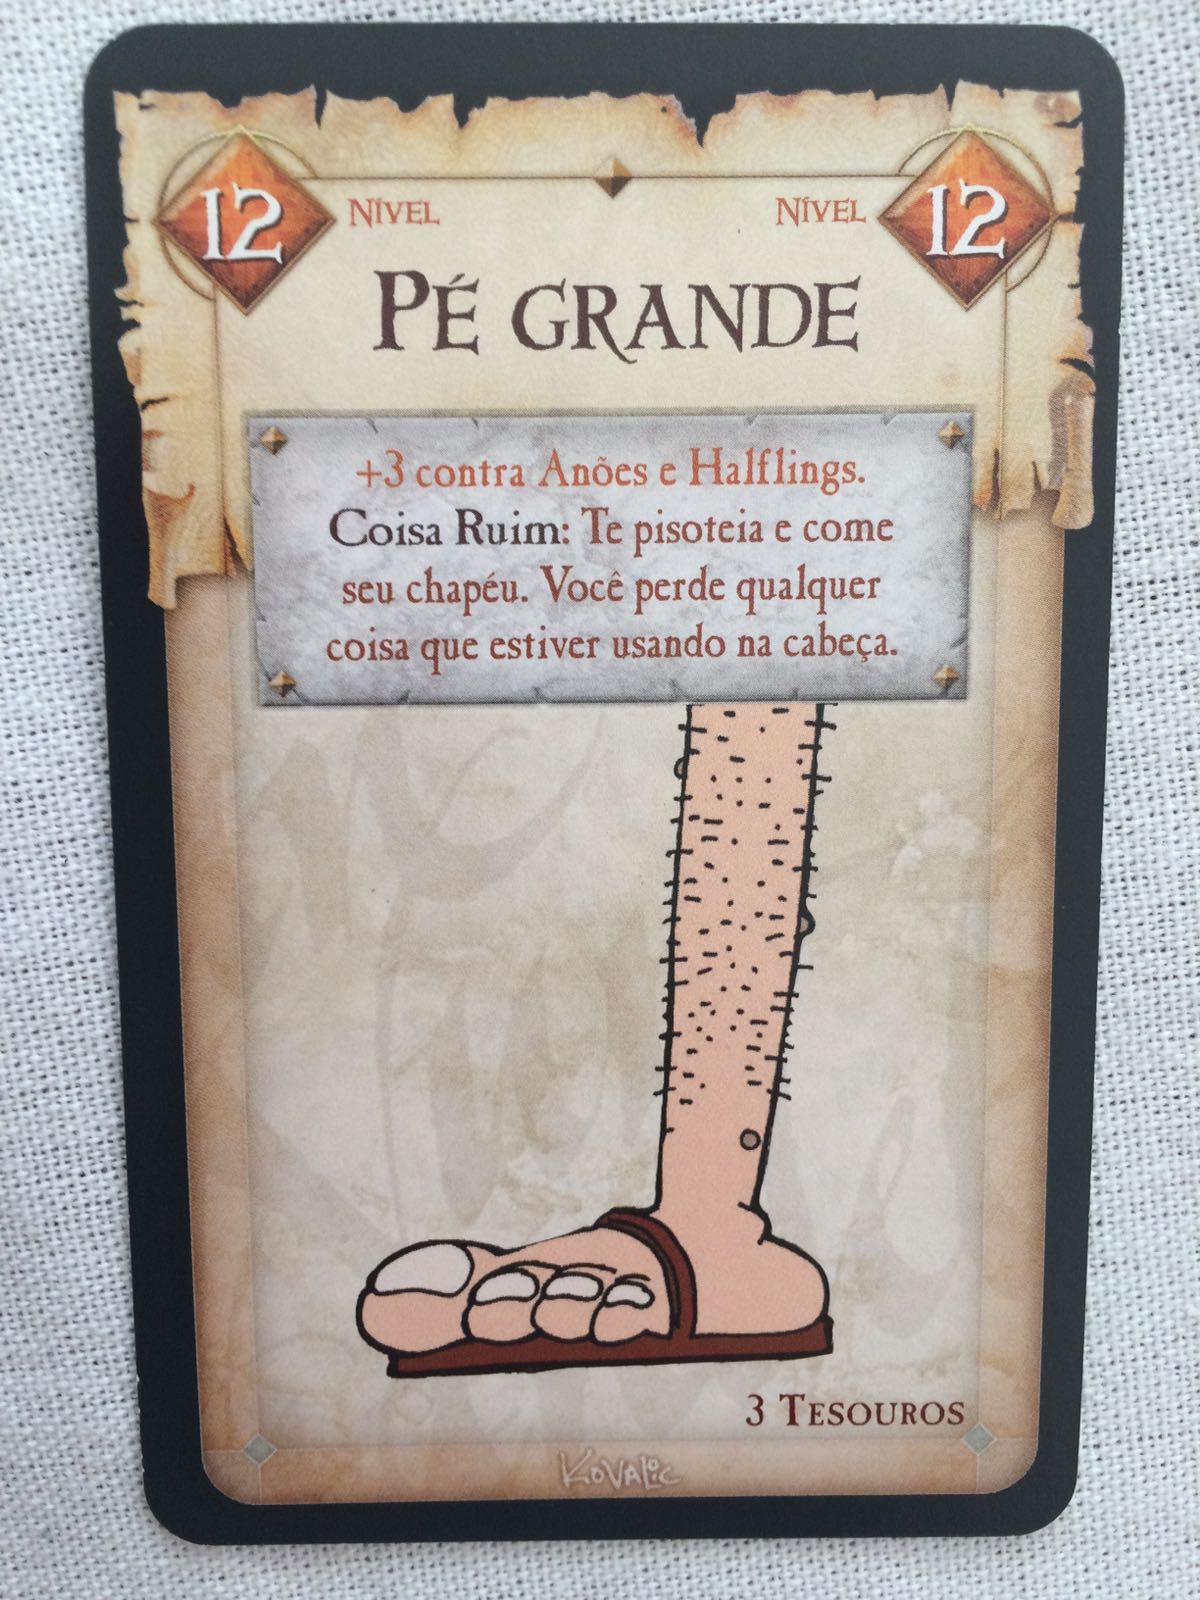 12 NÍVEL NÍVEL 12
PÉ GRANDE
+3 contra Anões e Halflings.
Coisa Ruim: Te pisoteia e come
seu chapéu. Você perde qualquer
coisa que estiver usando na cabeça.
3 TESOUROS
KOVALIC